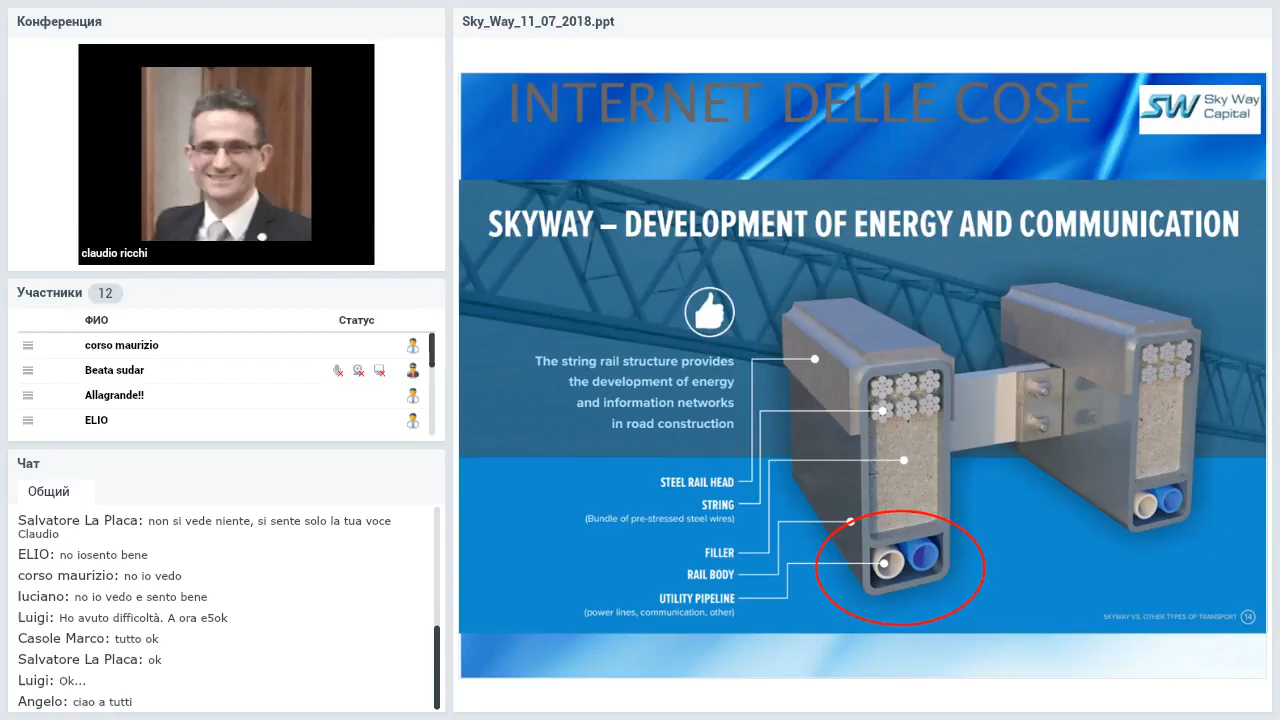 Конференция
claudio ricchi
Участники 12
ФИО Статус
corso maurizio
Beata sudar
Allagrande!!
ELIO
Чат
Общий
Salvatore La Placa: non si vede niente, si sente solo la tua voce
Claudio
ELIO: no iosento bene
corso maurizio: no io vedo
luciano: no io vedo e sento bene
Luigi: Ho avuto difficoltà. A ora e5ok
Casole Marco: tutto ok
Salvatore La Placa: ok
Luigi: Ok...
Angelo: ciao a tutti
Sky_Way_11_07_2018.ppt
INTERNET DELLE COSE
SW Sky Way
Capital
SKYWAY – DEVELOPMENT OF ENERGY AND COMMUNICATION
The string rail structure provides
the development of energy
and information networks
in road construction
STEEL RAIL HEAD
STRING
(Bundle of pre-stressed steel wires)
FILLER
RAIL BODY
UTILITY PIPELINE
(power lines, communication, other)
SKYWAY VS. OTHER TYPES OF TRANSPORT 14